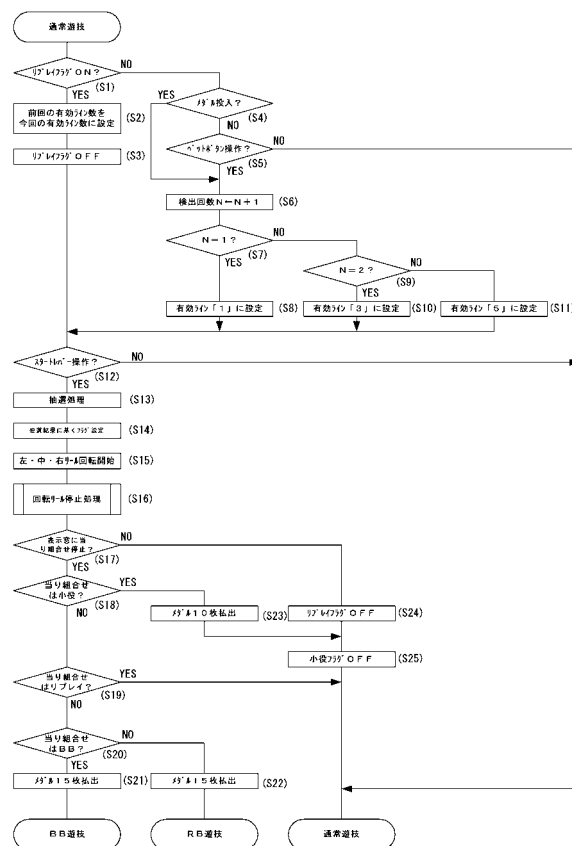 通常遊技
リプレイフラグON?
NO
(S1)
YES
前回の有効ライン数を
今回の有効ライン数に設定
(S2)
リプレイフラグOFF
(S3)
メダル投入?
YES
(S4)
NO
ベットボタン操作?
NO
(S5)
YES
検出回数N←N+1
(S6)
N=1?
NO
(S7)
YES
N=2?
NO
(S9)
YES
有効ライン「1」に設定
(S8)
有効ライン「3」に設定
(S10)
有効ライン「5」に設定
(S11)
スタートレバー操作?
NO
(S12)
YES
抽選処理
(S13)
抽選結果に基くフラグ設定
(S14)
左・中・右リール回転開始
(S15)
回転リール停止処理
(S16)
表示窓に当
り組合せ停止?
NO
(S17)
YES
当り組合せ
は小役?
YES
(S18)
NO
メダル10枚払出
(S23)
リプレイフラグOFF
(S24)
小役フラグOFF
(S25)
当り組合せ
はリプレイ?
YES
(S19)
NO
当り組合せ
はBB?
NO
(S20)
YES
メダル15枚払出
(S21)
メダル15枚払出
(S22)
BB遊技
RB遊技
通常遊技